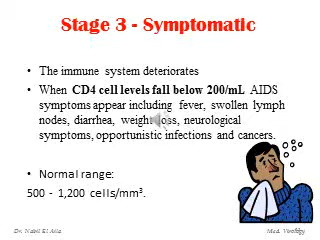 Stage 3 - Symptomatic
• The immune system deteriorates
• When CD4 cell levels fall below 200/mL AIDS
symptoms appear including fever, swollen lymph
nodes, diarrhea, weight loss, neurological
symptoms, opportunistic infections and cancers.
• Normal range:
500 - 1,200 cells/mm³.
Dr. Nabil El Aila
Med. Virology